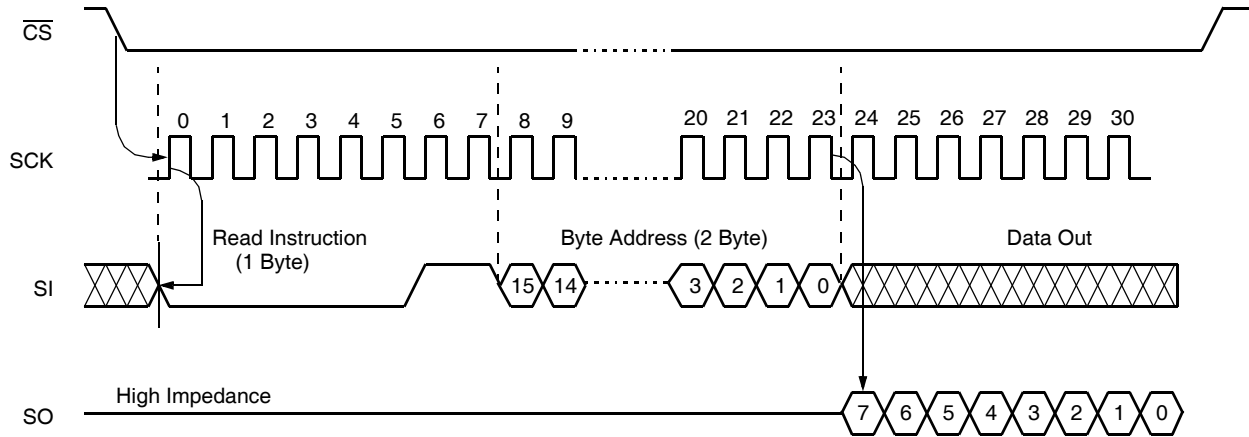 CS
0 1 2 3 4 5 6 7 8 9 20 21 22 23 24 25 26 27 28 29 30
SCK
Read Instruction
(1 Byte)
Byte Address (2 Byte)
Data Out
SI
15 14 3 2 1 0
High Impedance
SO
7 6 5 4 3 2 1 0